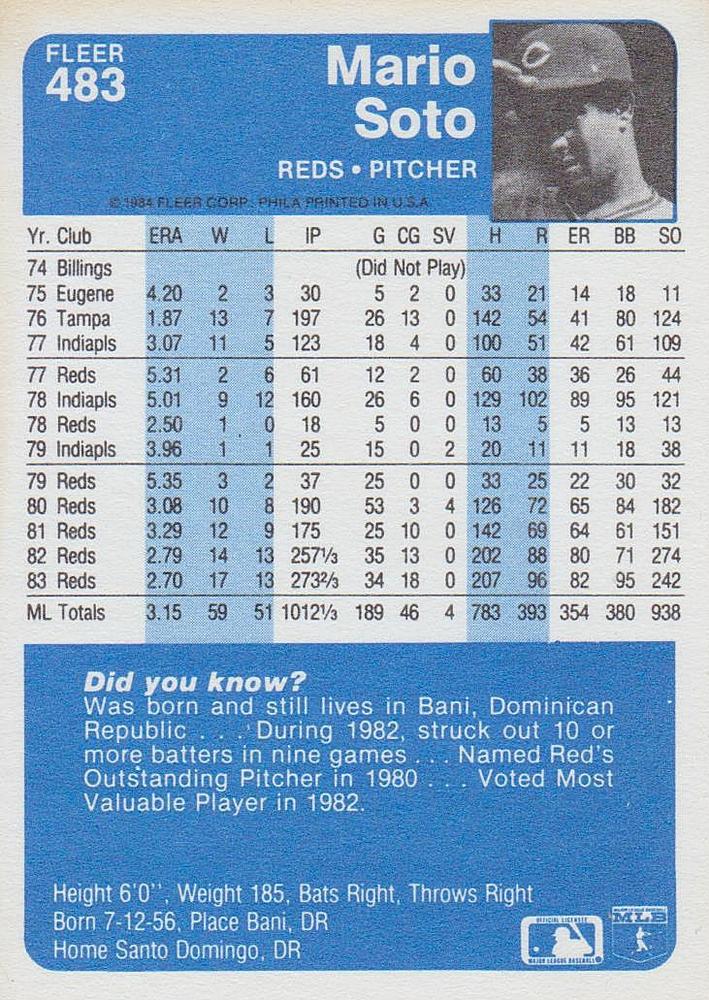 FLEER
483
Mario
Soto
REDS • PITCHER
© 1984 FLEER CORP. PHILA PRINTED IN U.S.A.
Yr. Club ERA W L IP G CG SV H R ER BB SO
74 Billings (Did Not Play)
75 Eugene 4.20 2 3 30 5 2 0 33 21 14 18 11
76 Tampa 1.87 13 7 197 26 13 0 142 54 41 80 124
77 Indiapls 3.07 11 5 123 18 4 0 100 51 42 61 109
77 Reds 5.31 2 6 61 12 2 0 60 38 36 26 44
78 Indiapls 5.01 9 12 160 26 6 0 129 102 89 95 121
78 Reds 2.50 1 0 18 5 0 0 13 5 5 13 13
79 Indiapls 3.96 1 1 25 15 0 2 20 11 11 18 38
79 Reds 5.35 3 2 37 25 0 0 33 25 22 30 32
80 Reds 3.08 10 8 190 53 3 4 126 72 65 84 182
81 Reds 3.29 12 9 175 25 10 0 142 69 64 61 151
82 Reds 2.79 14 13 257⅓ 35 13 0 202 88 80 71 274
83 Reds 2.70 17 13 273⅔ 34 18 0 207 96 82 95 242
ML Totals 3.15 59 51 1012⅓ 189 46 4 783 393 354 380 938
Did you know?
Was born and still lives in Bani, Dominican
Republic . . . During 1982, struck out 10 or
more batters in nine games . . . Named Red's
Outstanding Pitcher in 1980 . . . Voted Most
Valuable Player in 1982.
Height 6'0'', Weight 185, Bats Right, Throws Right
Born 7-12-56, Place Bani, DR
Home Santo Domingo, DR
OFFICIAL LICENSEE
MAJOR LEAGUE BASEBALL
MAJOR LEAGUE BASEBALL
MLB